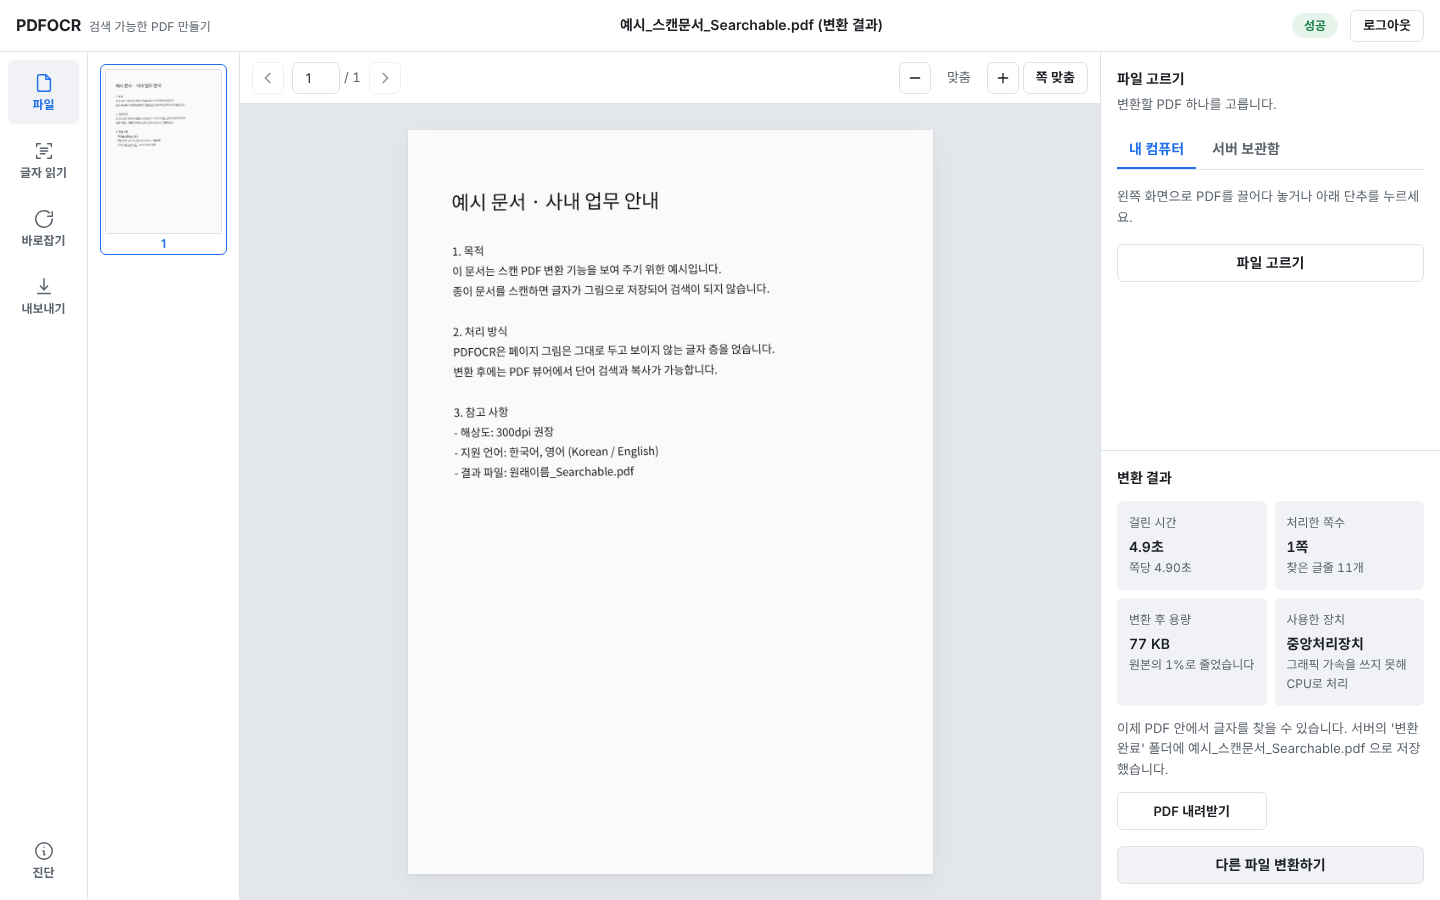 PDFOCR 검색 가능한 PDF 만들기
예시_스캔문서_Searchable.pdf (변환 결과)
성공
로그아웃
파일
글자 읽기
바로잡기
내보내기
진단
1
1 / 1
맞춤
쪽 맞춤
예시 문서 · 사내 업무 안내
1. 목적
이 문서는 스캔 PDF 변환 기능을 보여 주기 위한 예시입니다.
종이 문서를 스캔하면 글자가 그림으로 저장되어 검색이 되지 않습니다.
2. 처리 방식
PDFOCR은 페이지 그림은 그대로 두고 보이지 않는 글자 층을 얹습니다.
변환 후에는 PDF 뷰어에서 단어 검색과 복사가 가능합니다.
3. 참고 사항
- 해상도: 300dpi 권장
- 지원 언어: 한국어, 영어 (Korean / English)
- 결과 파일: 원래이름_Searchable.pdf
파일 고르기
변환할 PDF 하나를 고릅니다.
내 컴퓨터
서버 보관함
왼쪽 화면으로 PDF를 끌어다 놓거나 아래 단추를 누르세
요.
파일 고르기
변환 결과
걸린 시간
4.9초
쪽당 4.90초
처리한 쪽수
1쪽
찾은 글줄 11개
변환 후 용량
77 KB
원본의 1%로 줄었습니다
사용한 장치
중앙처리장치
그래픽 가속을 쓰지 못해
CPU로 처리
이제 PDF 안에서 글자를 찾을 수 있습니다. 서버의 '변환
완료' 폴더에 예시_스캔문서_Searchable.pdf 으로 저장
했습니다.
PDF 내려받기
다른 파일 변환하기